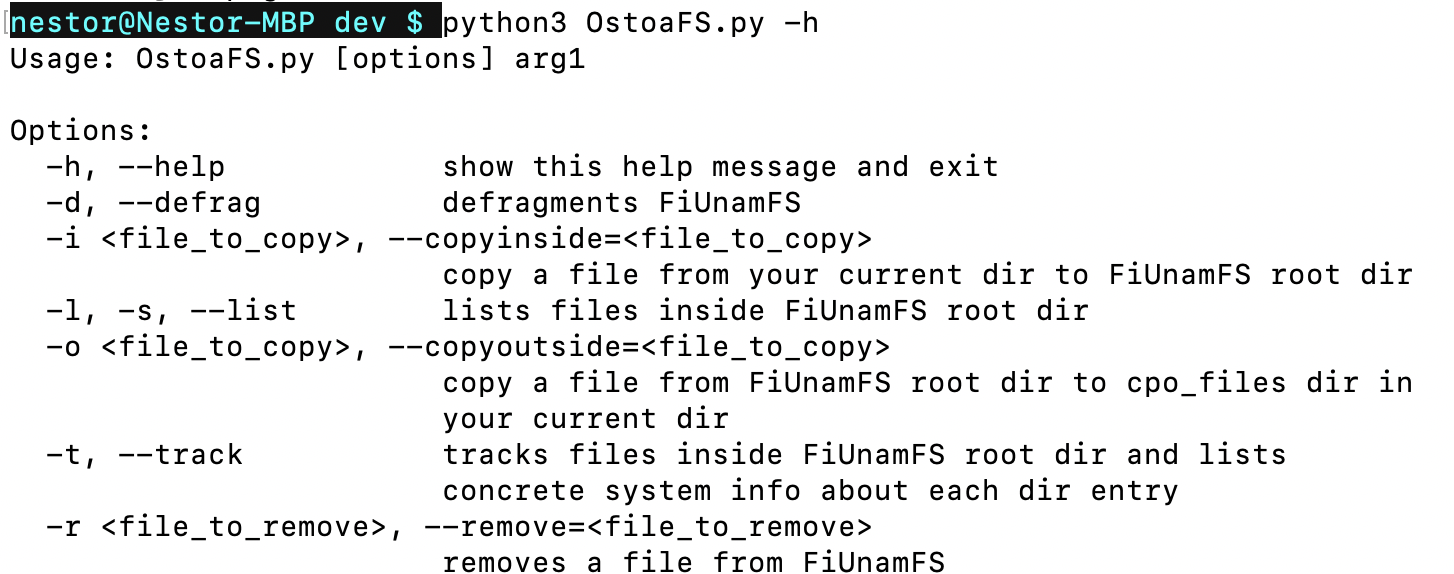 nestor@Nestor-MBP dev $ python3 OstoaFS.py -h
Usage: OstoaFS.py [options] arg1

Options:
  -h, --help            show this help message and exit
  -d, --defrag          defragments FiUnamFS
  -i <file_to_copy>, --copyinside=<file_to_copy>
                        copy a file from your current dir to FiUnamFS root dir
  -l, -s, --list        lists files inside FiUnamFS root dir
  -o <file_to_copy>, --copyoutside=<file_to_copy>
                        copy a file from FiUnamFS root dir to cpo_files dir in
                        your current dir
  -t, --track           tracks files inside FiUnamFS root dir and lists
                        concrete system info about each dir entry
  -r <file_to_remove>, --remove=<file_to_remove>
                        removes a file from FiUnamFS